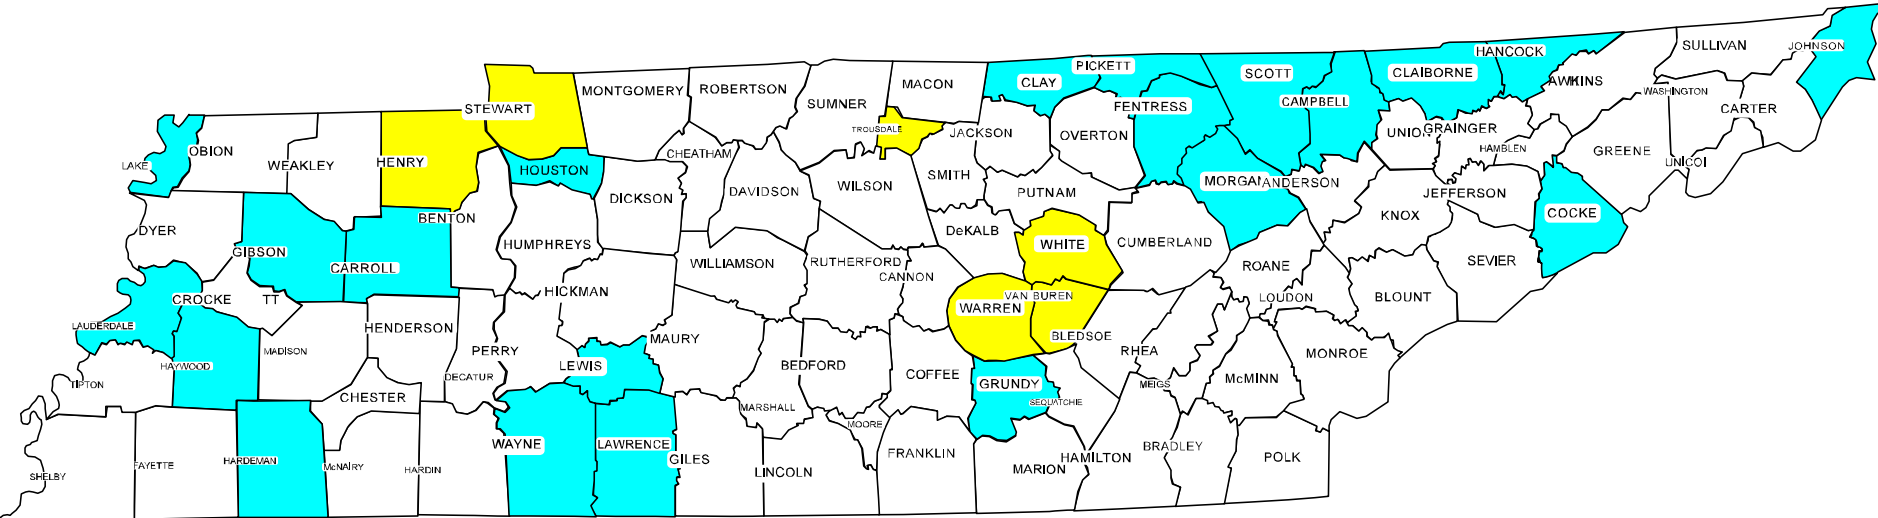 HANCOCK
SULLIVAN
JOHNSON
PICKETT
SCOTT
CLAIBORNE
CLAY
MACON
AWKINS
STEWART
MONTGOMERY
ROBERTSON
SUMNER
FENTRESS
CAMPBELL
WASHINGTON
CARTER
TROUSDALE
JACKSON
OVERTON
UNION
GRAINGER
LAKE
OBION
WEAKLEY
HENRY
CHEATHAM
HAMBLEN
GREENE
UNICOI
HOUSTON
DICKSON
DAVIDSON
WILSON
SMITH
PUTNAM
MORGAN
ANDERSON
JEFFERSON
DYER
BENTON
KNOX
COCKE
GIBSON
CARROLL
HUMPHREYS
DeKALB
WHITE
CUMBERLAND
WILLIAMSON
RUTHERFORD
CANNON
ROANE
SEVIER
CROCKE
TT
HICKMAN
WARREN
VAN BUREN
LOUDON
BLOUNT
LAUDERDALE
HENDERSON
MAURY
BLEDSOE
HAYWOOD
MADISON
PERRY
LEWIS
BEDFORD
COFFEE
RHEA
MONROE
TIPTON
CHESTER
DECATUR
GRUNDY
MEIGS
McMINN
MARSHALL
SEQUATCHIE
MOORE
SHELBY
FAYETTE
HARDEMAN
McNAIRY
HARDIN
WAYNE
LAWRENCE
GILES
LINCOLN
FRANKLIN
MARION
HAMILTON
BRADLEY
POLK